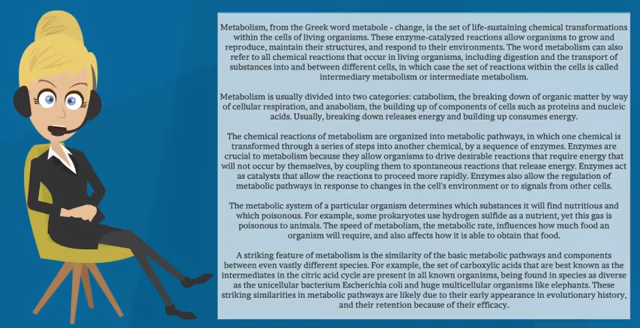 Metabolism, from the Greek word metabole - change, is the set of life-sustaining chemical transformations
within the cells of living organisms. These enzyme-catalyzed reactions allow organisms to grow and
reproduce, maintain their structures, and respond to their environments. The word metabolism can also
refer to all chemical reactions that occur in living organisms, including digestion and the transport of
substances into and between different cells, in which case the set of reactions within the cells is called
intermediary metabolism or intermediate metabolism.
Metabolism is usually divided into two categories: catabolism, the breaking down of organic matter by way
of cellular respiration, and anabolism, the building up of components of cells such as proteins and nucleic
acids. Usually, breaking down releases energy and building up consumes energy.
The chemical reactions of metabolism are organized into metabolic pathways, in which one chemical is
transformed through a series of steps into another chemical, by a sequence of enzymes. Enzymes are
crucial to metabolism because they allow organisms to drive desirable reactions that require energy that
will not occur by themselves, by coupling them to spontaneous reactions that release energy. Enzymes act
as catalysts that allow the reactions to proceed more rapidly. Enzymes also allow the regulation of
metabolic pathways in response to changes in the cell's environment or to signals from other cells.
The metabolic system of a particular organism determines which substances it will find nutritious and
which poisonous. For example, some prokaryotes use hydrogen sulfide as a nutrient, yet this gas is
poisonous to animals. The speed of metabolism, the metabolic rate, influences how much food an
organism will require, and also affects how it is able to obtain that food.
A striking feature of metabolism is the similarity of the basic metabolic pathways and components
between even vastly different species. For example, the set of carboxylic acids that are best known as the
intermediates in the citric acid cycle are present in all known organisms, being found in species as diverse
as the unicellular bacterium Escherichia coli and huge multicellular organisms like elephants. These
striking similarities in metabolic pathways are likely due to their early appearance in evolutionary history,
and their retention because of their efficacy.